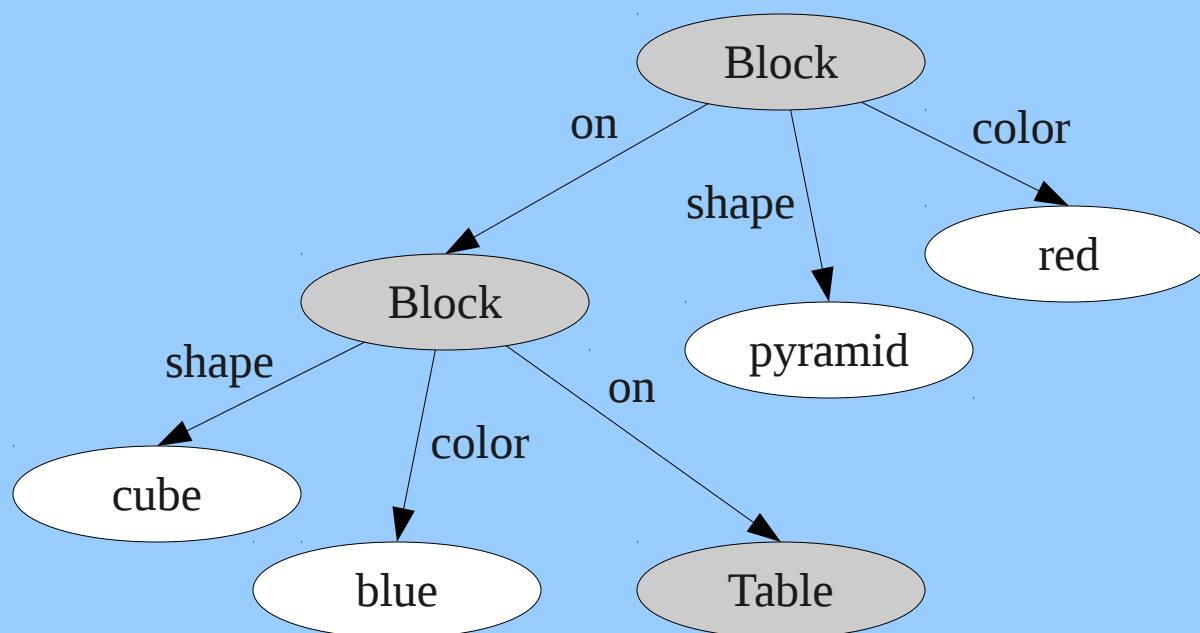 Block
on
color
shape
red
Block
pyramid
shape
on
color
cube
blue
Table